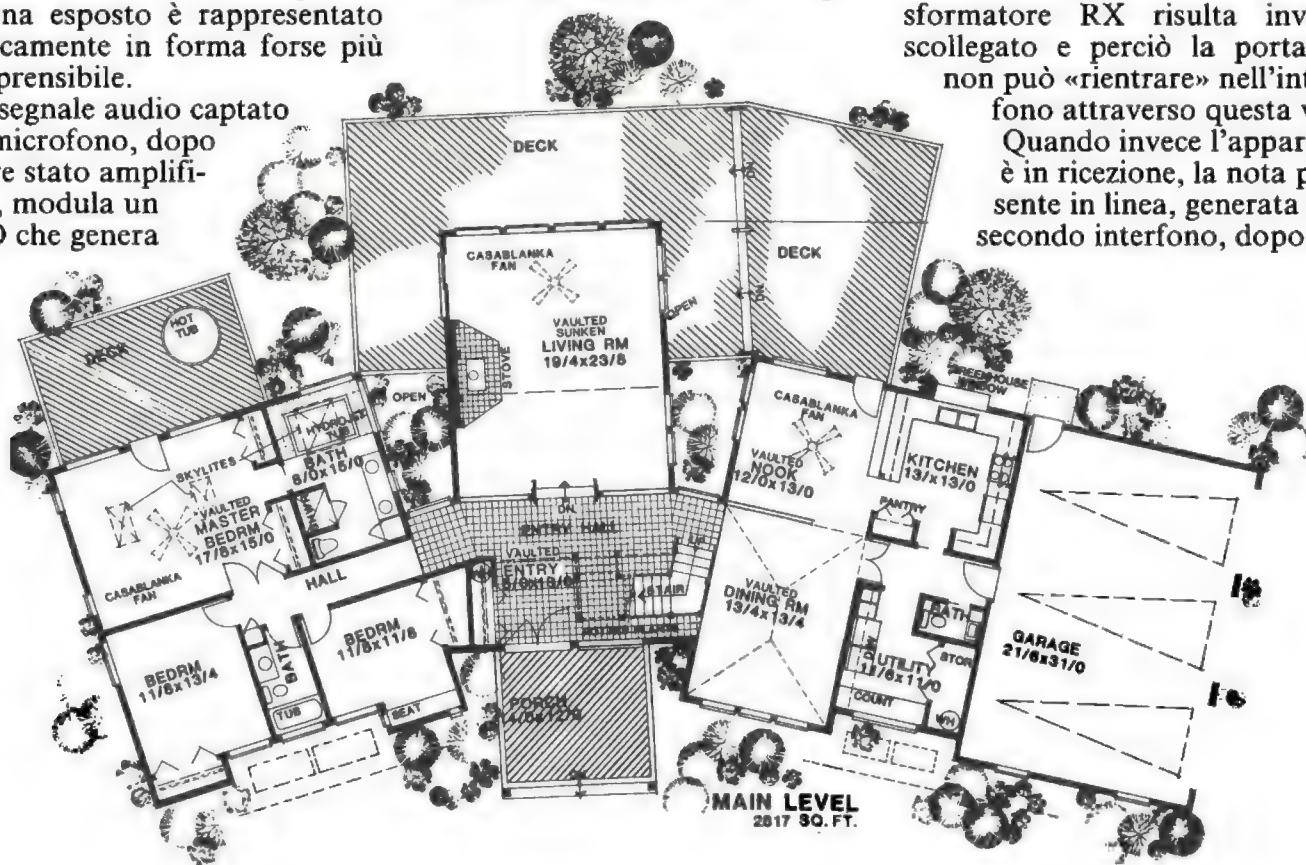 na esposto è rappresentato
camente in forma forse più
prensibile.
segnale audio captato
microfono, dopo
e stato amplifi-
, modula un
O che genera
sformatore RX risulta inv
scollegato e perciò la porta
non può «rientrare» nell'int
fono attraverso questa v
Quando invece l'appar
è in ricezione, la nota p
sente in linea, generata
secondo interfono, dopo
DECK
DECK
DN.
OPEN
CASABLANKA
FAN
VAULTED
SUNKEN
LIVING RM
19/4x23/8
STOVE
HOT
TUB
DECK
OPEN
HYDRO-
TUB
BATH
SKYLITES
VAULTED
MASTER
BEDRM
17/8x15/0
CASABLANKA
FAN
HALL
BEDRM
11/6x13/4
BATH
TUB
BEDRM
11/8x11/8
SEAT
DN.
ENTRY HALL
VAULTED
ENTRY
UP
STAIR
PORCH
GREENHOUSE
WINDOW
CASABLANKA
FAN
VAULTED
NOOK
12/0x13/0
KITCHEN
13/x13/0
PANTRY
VAULTED
DINING RM
13/4x13/4
BATH
UTILITY
STOR
COUNT
WH
GARAGE
21/6x31/0
MAIN LEVEL
2817 SQ. FT.